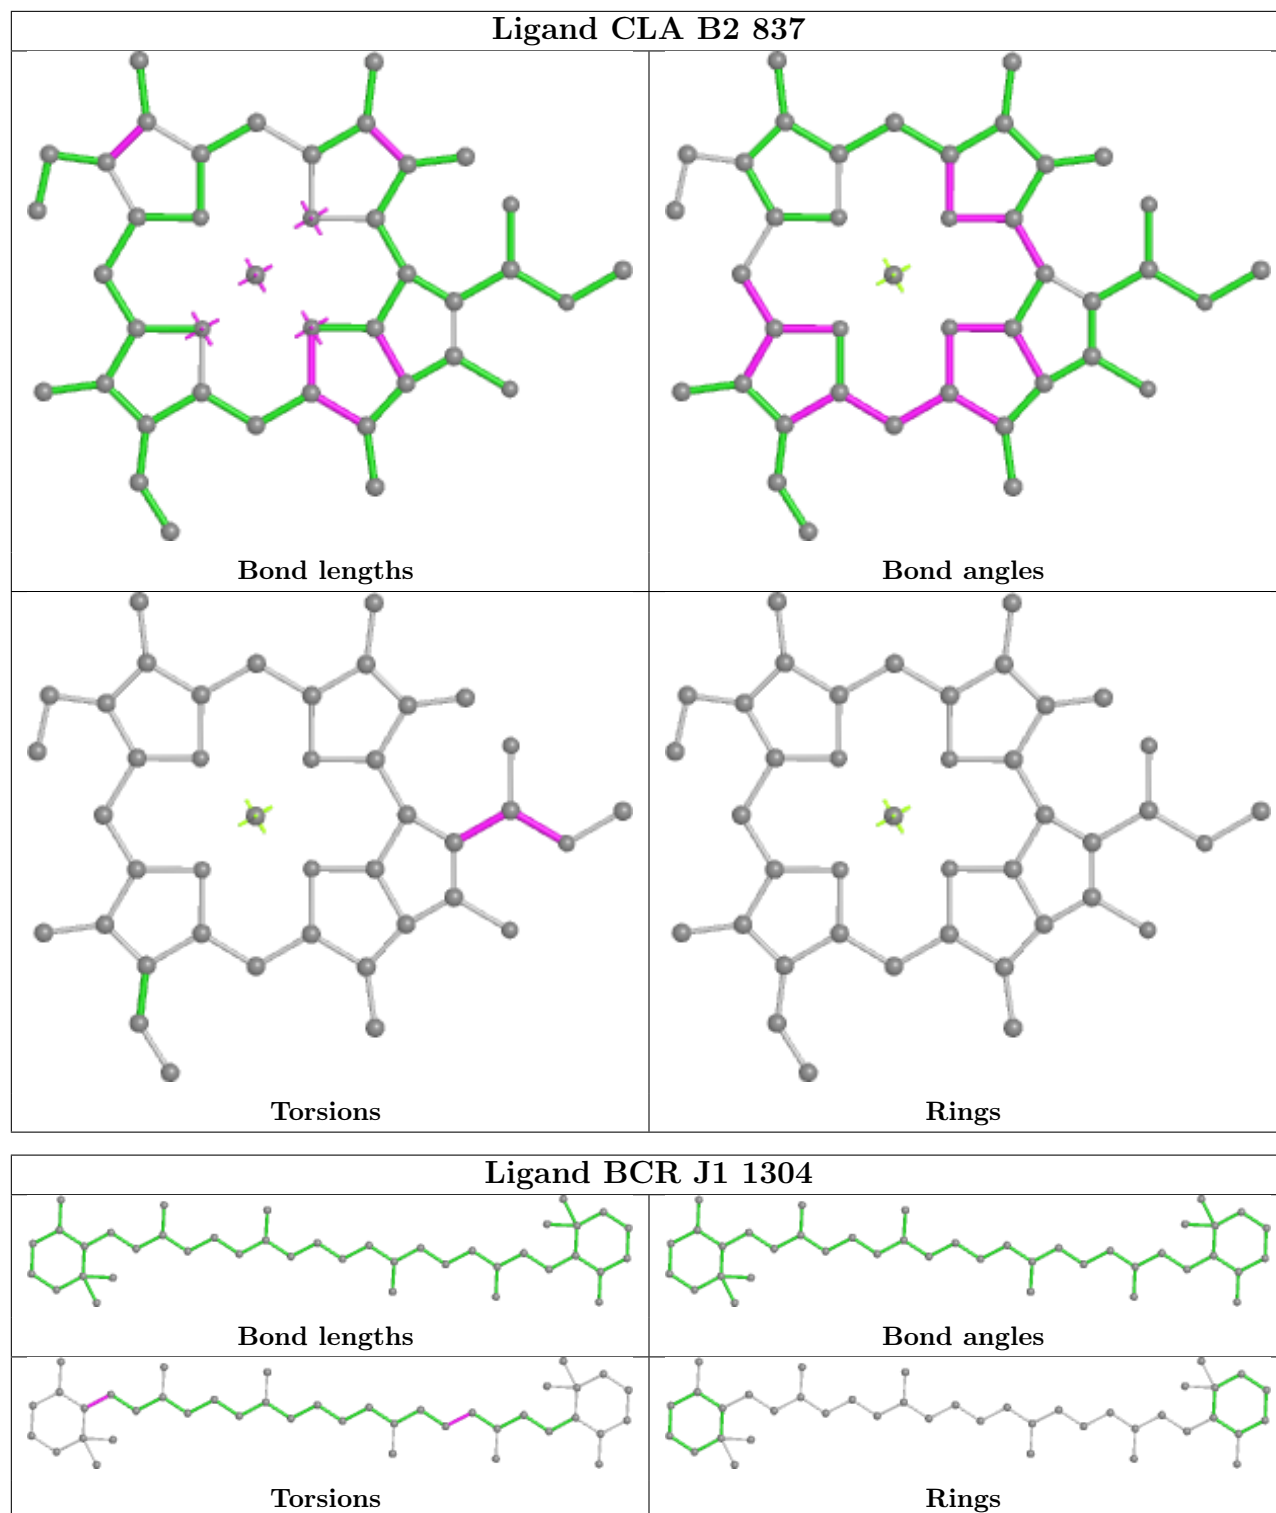 Ligand CLA B2 837
Bond lengths
Bond angles
Torsions
Rings
Ligand BCR J1 1304
Bond lengths
Bond angles
Torsions
Rings